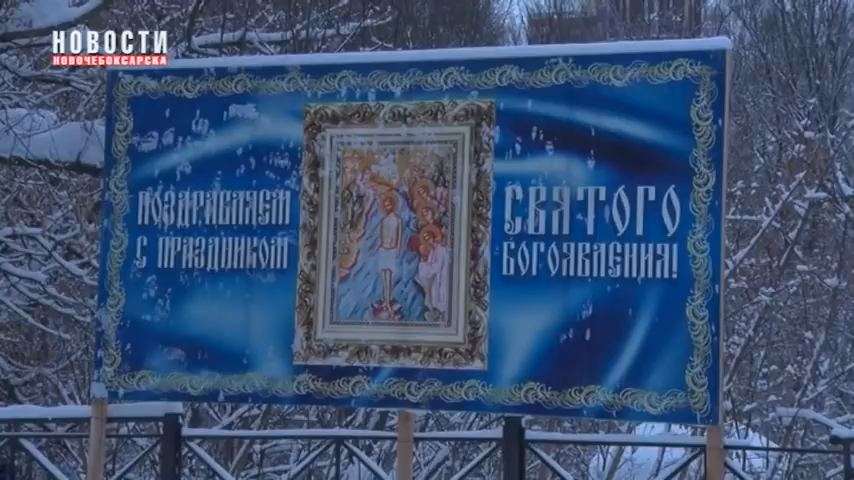 НОВОСТИ
НОВОЧЕБОКСАРСКА
ПОЗДРАВЛЯЕМ
С ПРАЗДНИКОМ
СВЯТОГО
БОГОЯВЛЕНИЯ!